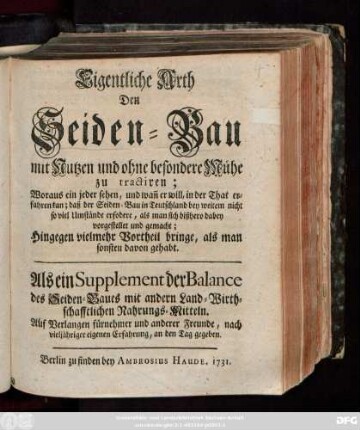 Eigentliche Arth
Den
Seiden-Bau
mit Nutzen und ohne besondere Mühe
zu tractiren;
Woraus ein jeder sehen, und wañ er will, in der That er-
fahren kan; daß der Seiden-Bau in Teutschland bey weitem nicht
so viel Umstände erfodere, als man sich dißhero dabey
vorgestellet und gemacht;
Hingegen vielmehr Vortheil bringe, als man
sonsten davon gehabt.
Als ein Supplement der Balance
des Seiden-Baues mit andern Land-Wirth-
schafftlichen Nahrungs-Mitteln.
Auf Verlangen fürnehmer und anderer Freunde, nach
vieljähriger eigenen Erfahrung, an den Tag gegeben.
Berlin zu finden bey AMBROSIUS HAUDE. 1731.
DFG